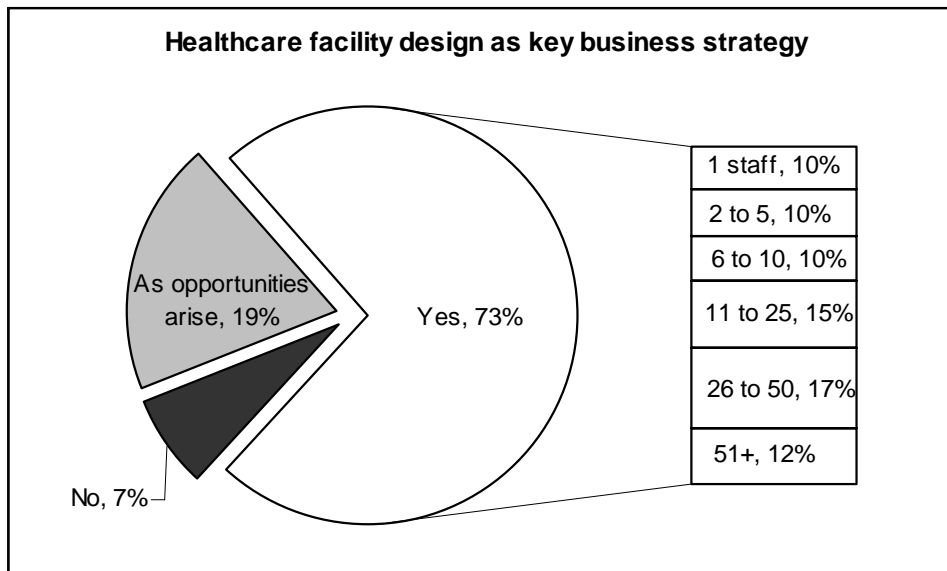 Healthcare facility design as key business strategy
As opportunities
arise, 19%
Yes, 73%
No, 7%
1 staff, 10%
2 to 5, 10%
6 to 10, 10%
11 to 25, 15%
26 to 50, 17%
51+, 12%